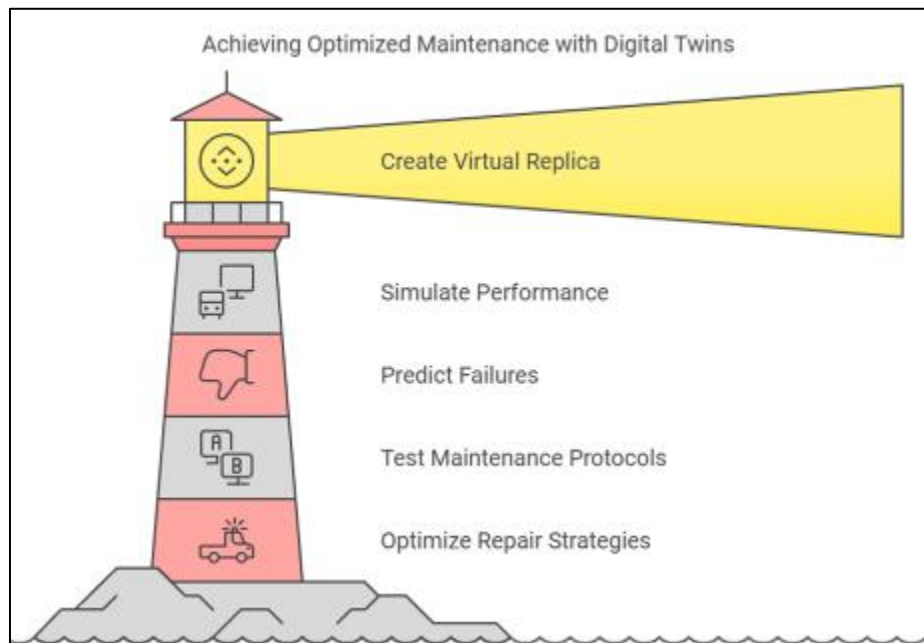 Achieving Optimized Maintenance with Digital Twins
Create Virtual Replica
Simulate Performance
Predict Failures
A
B
Test Maintenance Protocols
Optimize Repair Strategies